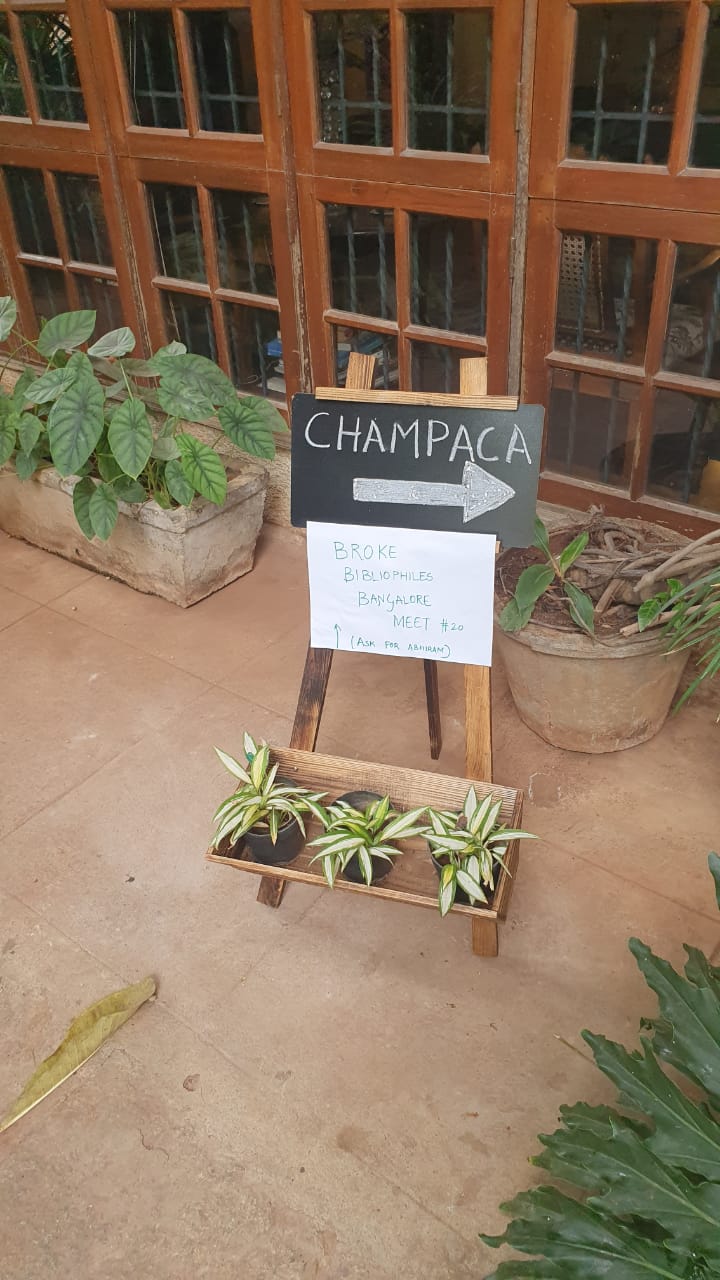 CHAMPACA
BROKE
BIBLIOPHILES
BANGALORE
MEET #20
(ASK FOR ABHIRAM)